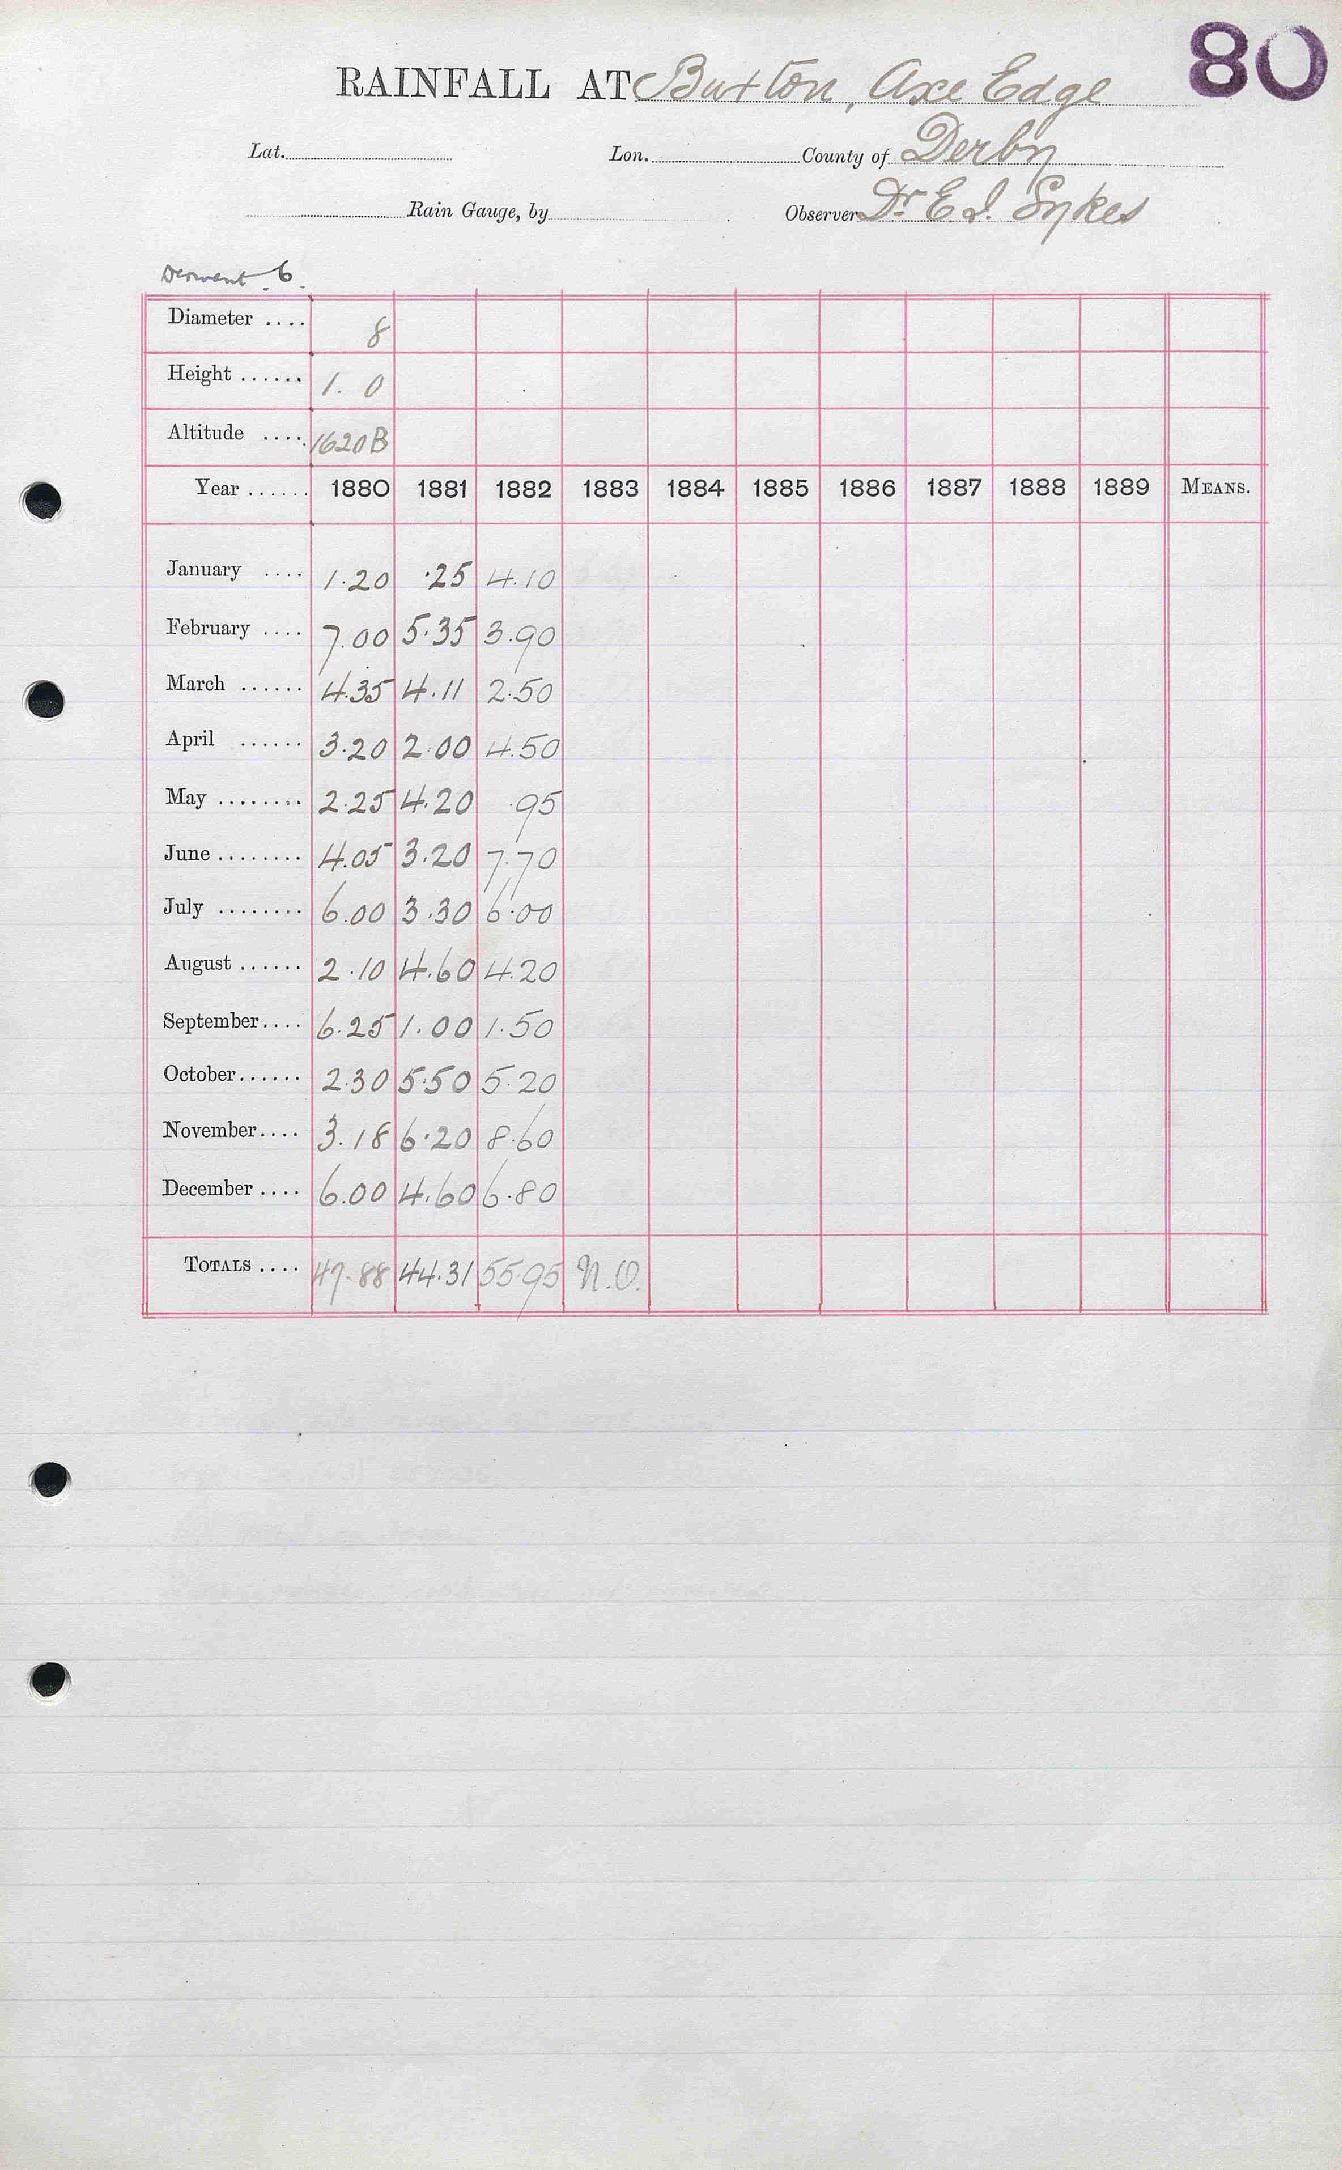 80
RAINFALL AT Buxton, Axe Edge
Lat. Lon. County of Derby
Rain Gauge, by Observer Dr. E. J. Sykes
Derwent 6.
Diameter .... 8
Height ...... 1. 0
Altitude .... 1620 B
Year ...... 1880 1881 1882 1883 1884 1885 1886 1887 1888 1889 MEANS.
January .... 1.20 .25 4.10
February .... 7.00 5.35 3.90
March ...... 4.35 4.11 2.50
April ...... 3.20 2.00 4.50
May ........ 2.25 4.20 .95
June ........ 4.05 3.20 7.70
July ........ 6.00 3.30 6.00
August ...... 2.10 4.60 4.20
September .... 6.25 1.00 1.50
October ...... 2.30 5.50 5.20
November .... 3.18 6.20 8.60
December .... 6.00 4.60 6.80
TOTALS .... 47.88 44.31 55.95 N.O.